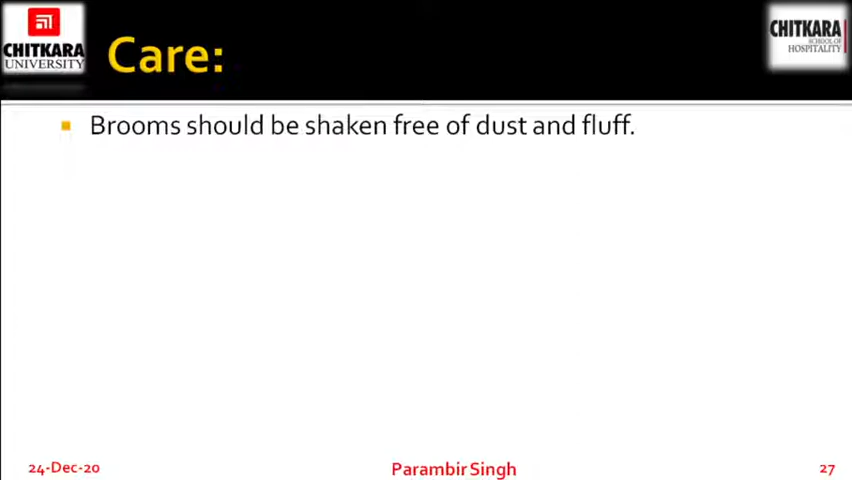 CHITKARA
UNIVERSITY
Care:
CHITKARA
SCHOOL OF
HOSPITALITY
Brooms should be shaken free of dust and fluff.
24-Dec-20
Parambir Singh
27